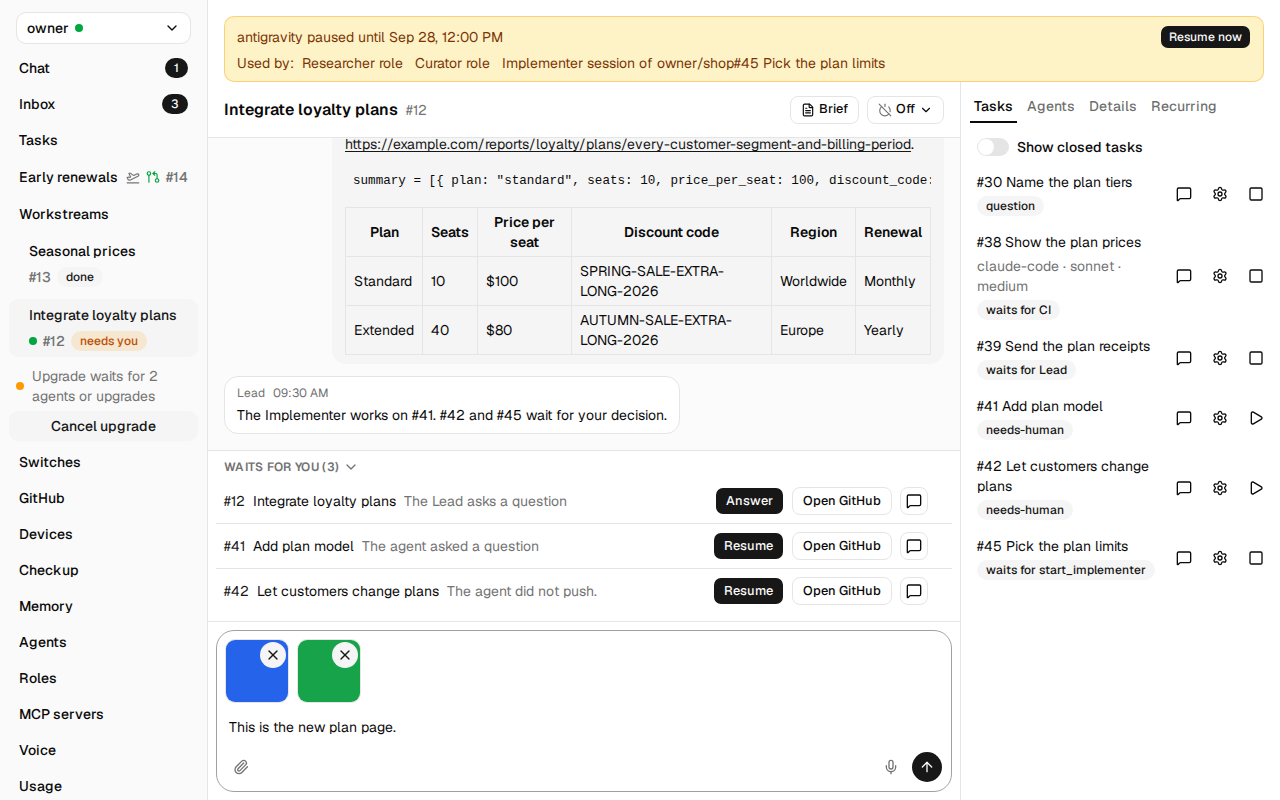 owner
Chat 1
Inbox 3
Tasks
Early renewals #14
Workstreams
Seasonal prices
#13 done
Integrate loyalty plans
#12 needs you
Upgrade waits for 2
agents or upgrades
Cancel upgrade
Switches
GitHub
Devices
Checkup
Memory
Agents
Roles
MCP servers
Voice
Usage
antigravity paused until Sep 28, 12:00 PM
Resume now
Used by: Researcher role Curator role Implementer session of owner/shop#45 Pick the plan limits
Integrate loyalty plans #12
Brief
Off
https://example.com/reports/loyalty/plans/every-customer-segment-and-billing-period.
summary = [{ plan: "standard", seats: 10, price_per_seat: 100, discount_code:
Plan Seats Price per seat Discount code Region Renewal
Standard 10 $100 SPRING-SALE-EXTRA-LONG-2026 Worldwide Monthly
Extended 40 $80 AUTUMN-SALE-EXTRA-LONG-2026 Europe Yearly
Lead 09:30 AM
The Implementer works on #41. #42 and #45 wait for your decision.
WAITS FOR YOU (3)
#12 Integrate loyalty plans The Lead asks a question Answer Open GitHub
#41 Add plan model The agent asked a question Resume Open GitHub
#42 Let customers change plans The agent did not push. Resume Open GitHub
This is the new plan page.
Tasks Agents Details Recurring
Show closed tasks
#30 Name the plan tiers
question
#38 Show the plan prices
claude-code · sonnet ·
medium
waits for CI
#39 Send the plan receipts
waits for Lead
#41 Add plan model
needs-human
#42 Let customers change
plans
needs-human
#45 Pick the plan limits
waits for start_implementer